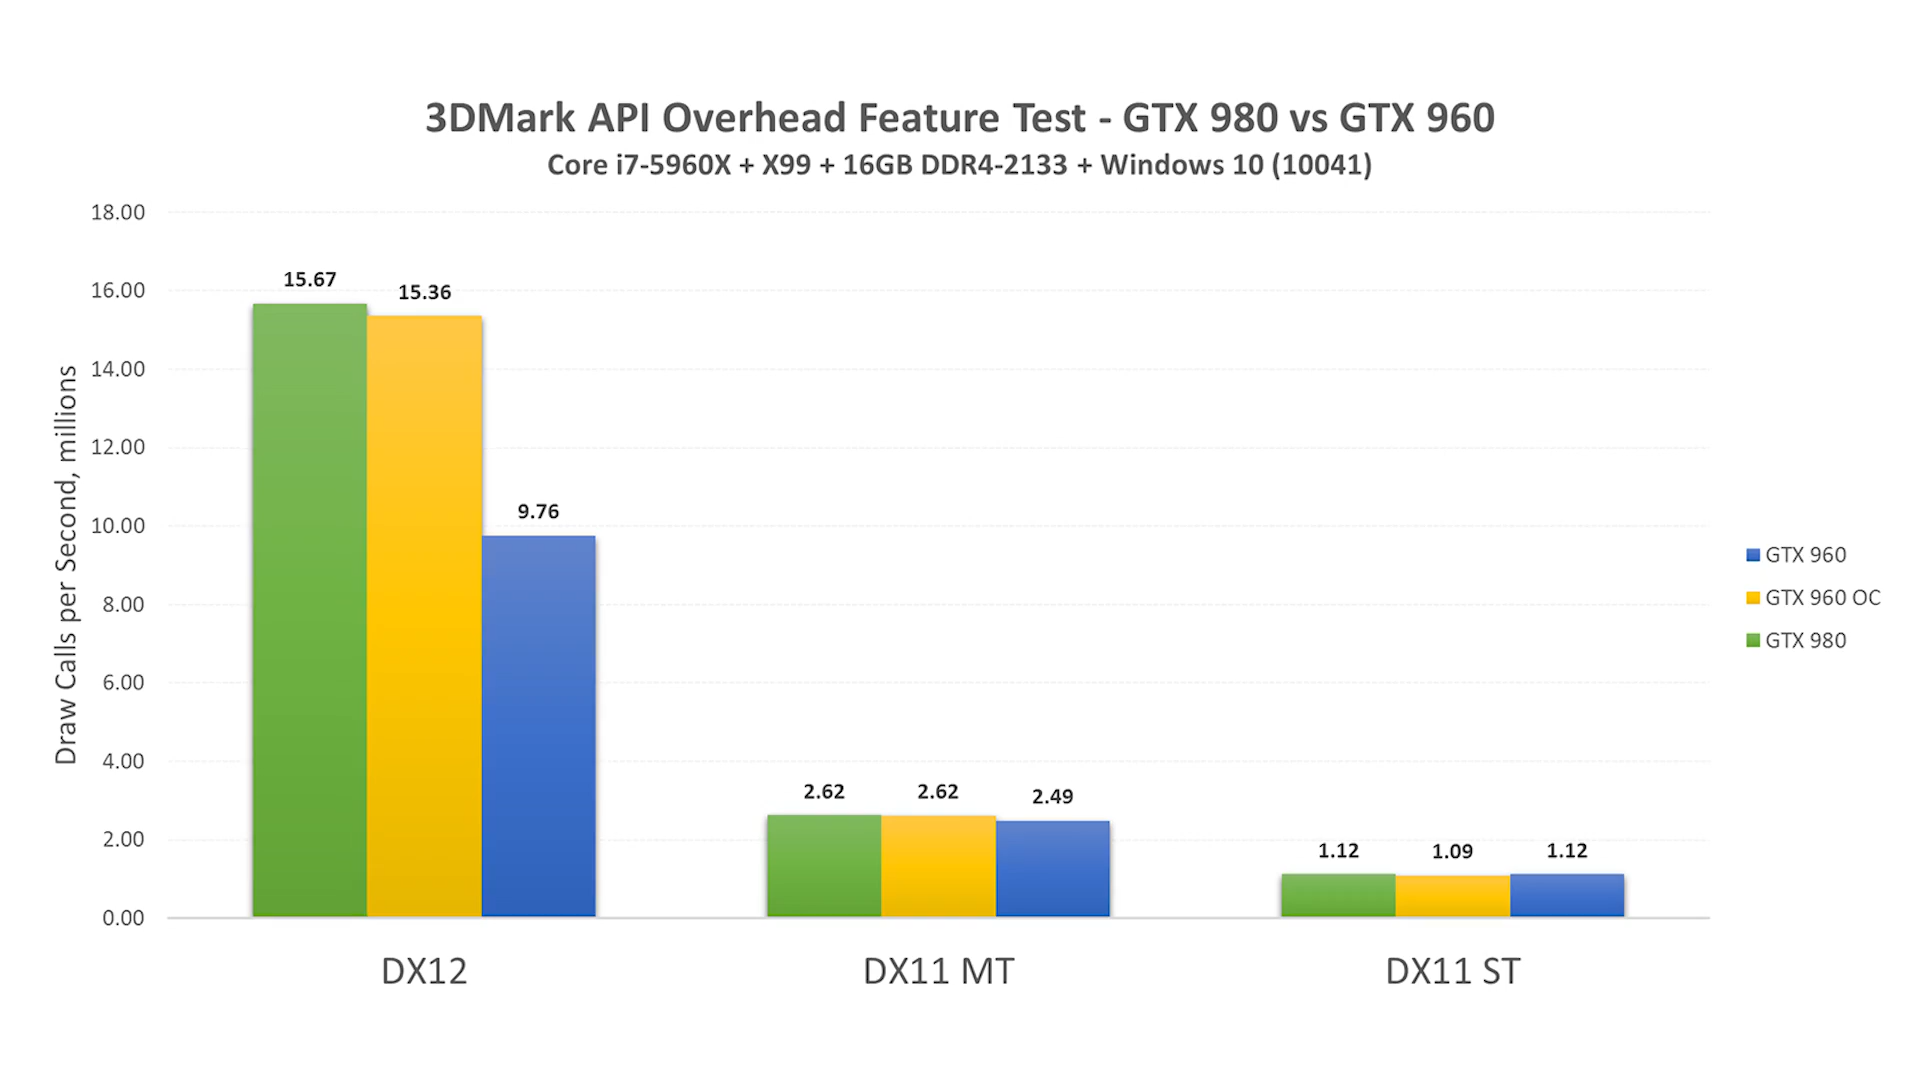 3DMark API Overhead Feature Test - GTX 980 vs GTX 960
Core i7-5960X + X99 + 16GB DDR4-2133 + Windows 10 (10041)
Draw Calls per Second, millions
18.00
16.00
14.00
12.00
10.00
8.00
6.00
4.00
2.00
0.00
15.67
15.36
9.76
2.62
2.62
2.49
1.12
1.09
1.12
DX12
DX11 MT
DX11 ST
GTX 960
GTX 960 OC
GTX 980